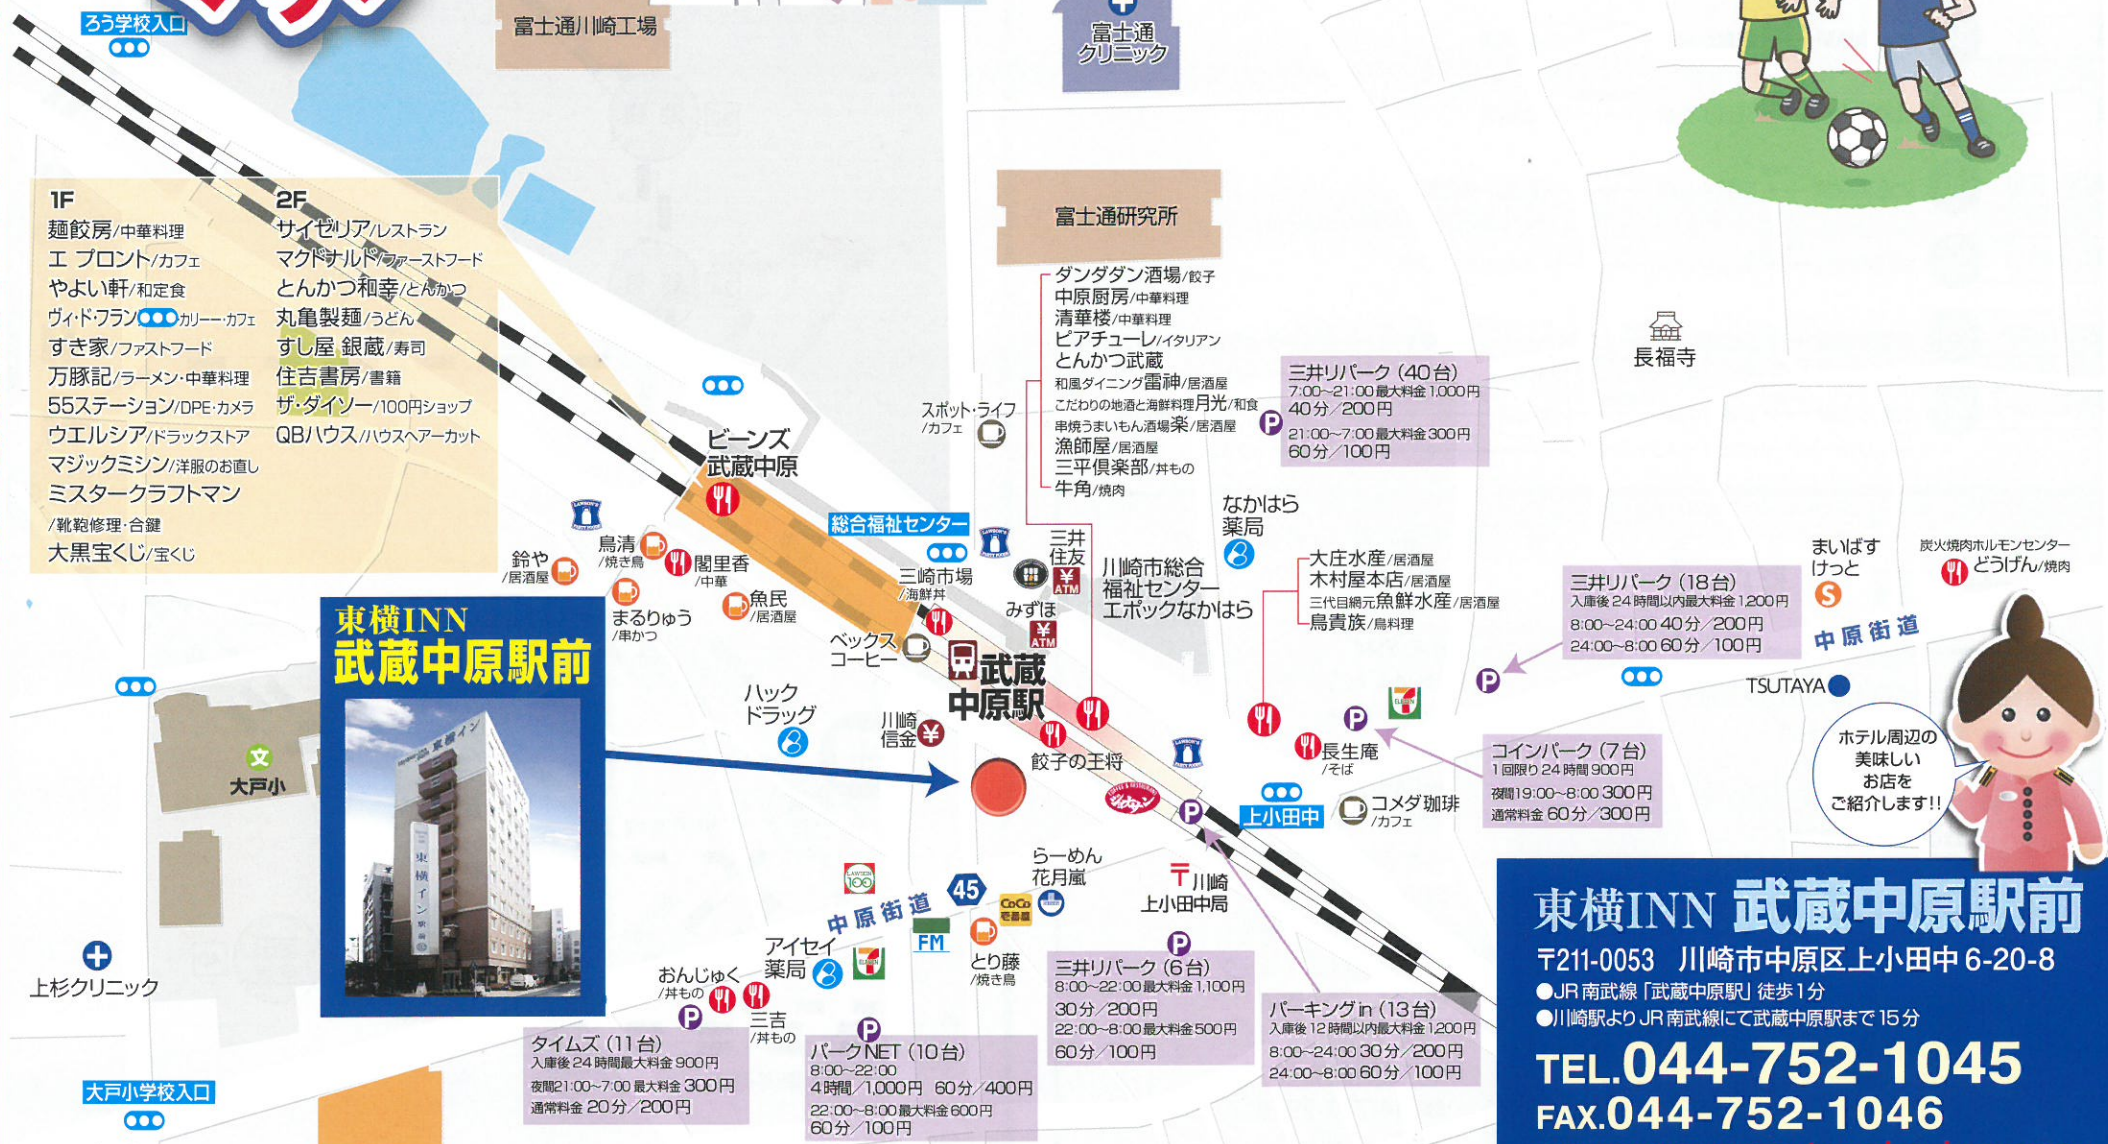 ろう学校入口
富士通川崎工場
富士通
クリニック
1F
麺餃房/中華料理
エ プロント/カフェ
やよい軒/和定食
ヴィ・ド・フラン
カリー・カフェ
すき家/ファストフード
万豚記/ラーメン・中華料理
55ステーション/DPE・カメラ
ウエルシア/ドラックストア
マジックミシン/洋服のお直し
ミスタークラフトマン
/靴鞄修理・合鍵
大黒宝くじ/宝くじ
2F
サイゼリア/レストラン
マクドナルド/ファーストフード
とんかつ和幸/とんかつ
丸亀製麺/うどん
すし屋 銀蔵/寿司
住吉書房/書籍
ザ・ダイソー/100円ショップ
QBハウス/ハウスヘアーカット
富士通研究所
ダンダダン酒場/餃子
中原厨房/中華料理
清華楼/中華料理
ピアチューレ/イタリアン
とんかつ武蔵
和風ダイニング雷神/居酒屋
こだわりの地酒と海鮮料理月光/和食
串焼うまいもん酒場楽/居酒屋
漁師屋/居酒屋
三平倶楽部/丼もの
牛角/焼肉
スポット・ライフ
/カフェ
三井リパーク（40台）
7:00〜21:00 最大料金 1,000円
40分／200円
21:00〜7:00 最大料金300円
60分／100円
P
長福寺
ビーンズ
武蔵中原
総合福祉センター
三井
住友
¥
ATM
みずほ
¥
ATM
川崎市総合
福祉センター
エポックなかはら
なかはら
薬局
大庄水産/居酒屋
木村屋本店/居酒屋
三代目網元魚鮮水産/居酒屋
鳥貴族/鳥料理
三井リパーク（18台）
入庫後 24時間以内最大料金 1,200円
8:00〜24:00 40分／200円
24:00〜8:00 60分／100円
P
まいばす
けっと
S
炭火焼肉ホルモンセンター
どうげん/焼肉
中原街道
TSUTAYA
鈴や
/居酒屋
鳥清
/焼き鳥
閣里香
/中華
まるりゅう
/串かつ
魚民
/居酒屋
三崎市場
/海鮮丼
ベックス
コーヒー
武蔵
中原駅
ハック
ドラッグ
川崎
信金
¥
餃子の王将
東横INN
武蔵中原駅前
東横イン
東横イン
文
大戸小
長生庵
/そば
P
上小田中
コメダ珈琲
/カフェ
コインパーク（7台）
1回限り 24時間 900円
夜間19:00〜8:00 300円
通常料金 60分／300円
ホテル周辺の
美味しい
お店を
ご紹介します!!
P
上杉クリニック
LAWSON
100
中原街道
45
FM
CoCo
壱番屋
らーめん
花月嵐
とり藤
/焼き鳥
〒川崎
上小田中局
アイセイ
薬局
おんじゅく
/丼もの
三吉
/丼もの
P
タイムズ（11台）
入庫後 24時間最大料金 900円
夜間21:00〜7:00 最大料金 300円
通常料金 20分／200円
P
パークNET（10台）
8:00〜22:00
4時間／1,000円 60分／400円
22:00〜8:00 最大料金600円
60分／100円
P
三井リパーク（6台）
8:00〜22:00 最大料金 1,100円
30分／200円
22:00〜8:00 最大料金500円
60分／100円
パーキングin（13台）
入庫後 12時間以内最大料金 1,200円
8:00〜24:00 30分／200円
24:00〜8:00 60分／100円
大戸小学校入口
東横INN 武蔵中原駅前
〒211-0053 川崎市中原区上小田中 6-20-8
●JR 南武線「武蔵中原駅」徒歩1分
●川崎駅より JR 南武線にて武蔵中原駅まで 15分
TEL.044-752-1045
FAX.044-752-1046